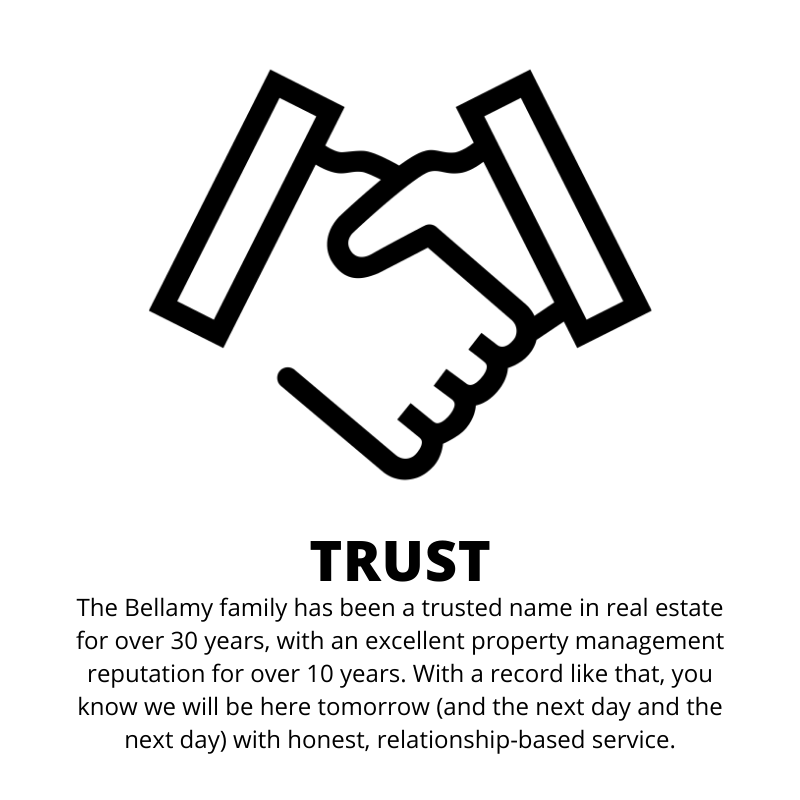 TRUST
The Bellamy family has been a trusted name in real estate
for over 30 years, with an excellent property management
reputation for over 10 years. With a record like that, you
know we will be here tomorrow (and the next day and the
next day) with honest, relationship-based service.